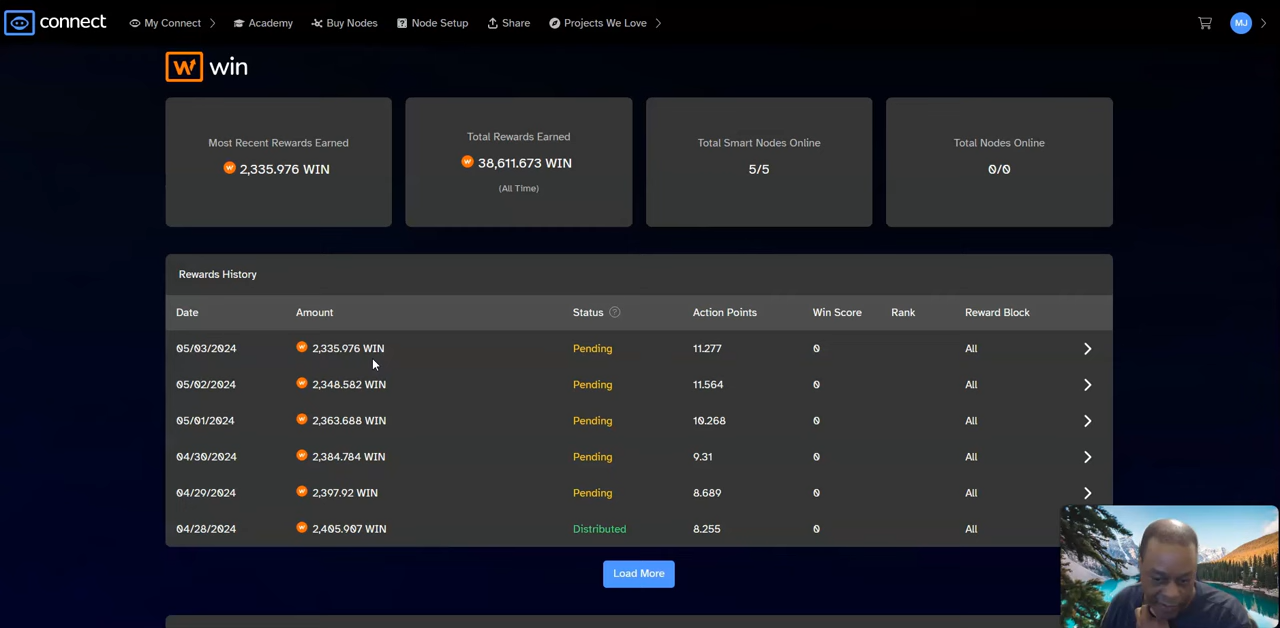 connect My Connect Academy Buy Nodes Node Setup Share Projects We Love MJ
win
Most Recent Rewards Earned Total Rewards Earned Total Smart Nodes Online Total Nodes Online
2,335.976 WIN 38,611.673 WIN 5/5 0/0
(All Time)
Rewards History
Date Amount Status ? Action Points Win Score Rank Reward Block
05/03/2024 2,335.976 WIN Pending 11.277 0 All
05/02/2024 2,348.582 WIN Pending 11.564 0 All
05/01/2024 2,363.688 WIN Pending 10.268 0 All
04/30/2024 2,384.784 WIN Pending 9.31 0 All
04/29/2024 2,397.92 WIN Pending 8.689 0 All
04/28/2024 2,405.907 WIN Distributed 8.255 0 All
Load More